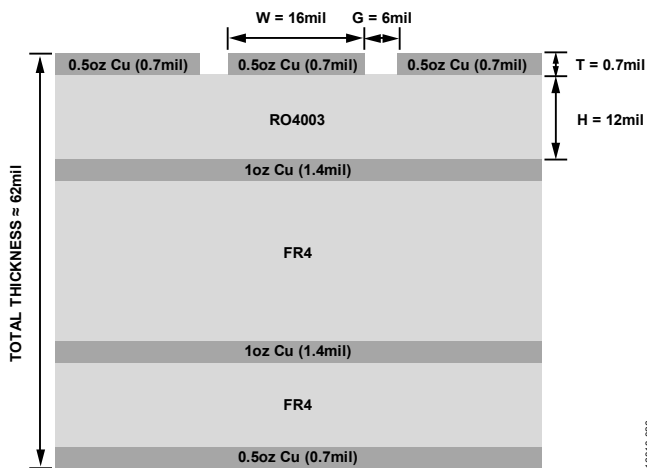 W = 16mil G = 6mil
0.5oz Cu (0.7mil) 0.5oz Cu (0.7mil) 0.5oz Cu (0.7mil)
T = 0.7mil
RO4003
H = 12mil
1oz Cu (1.4mil)
TOTAL THICKNESS ≈ 62mil
FR4
1oz Cu (1.4mil)
FR4
0.5oz Cu (0.7mil)